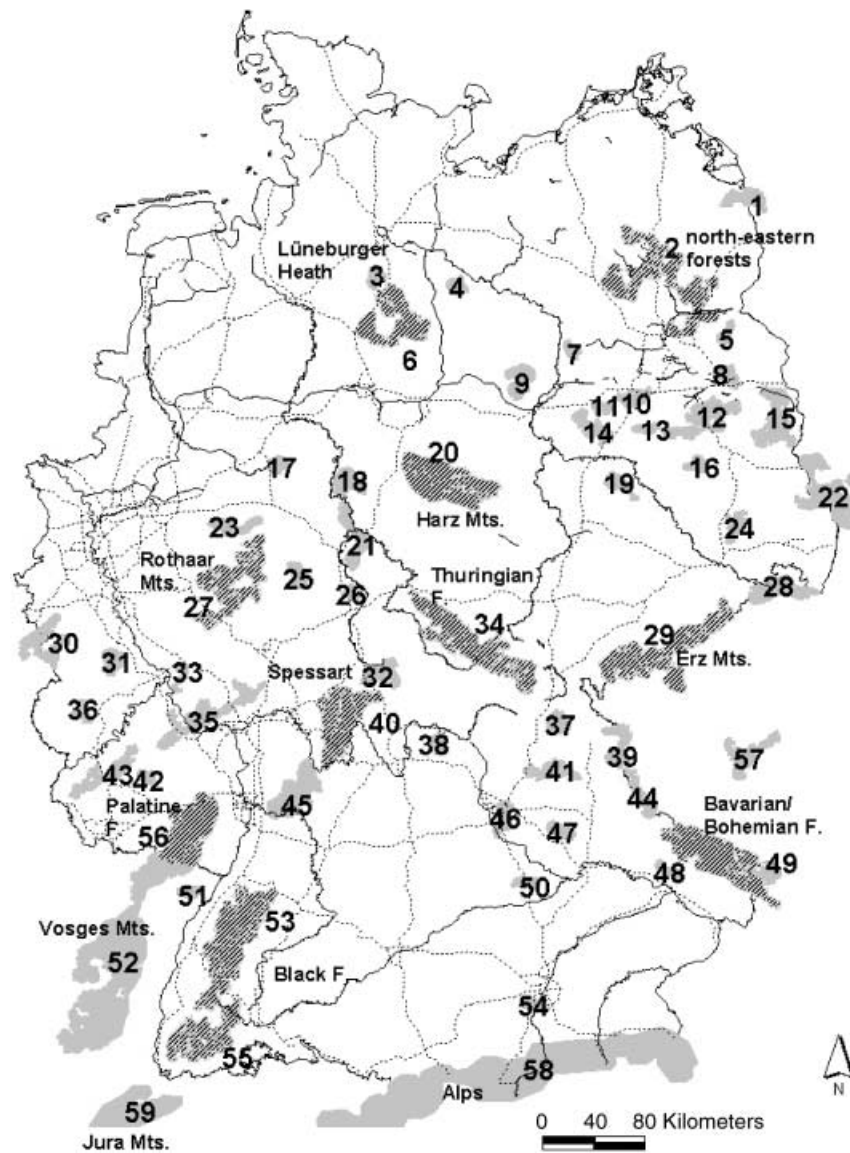 1
2 north-eastern
forests
Lüneburger
Heath
3
4
5
6
7
8
9
11 10
12
15
14
13
17
18
20
16
19
22
Harz Mts.
23
24
Rothaar
Mts.
21
25
Thuringian
F.
26
27
28
34
29
30
31
33
Spessart
32
Erz Mts.
36
35
40
38
37
39
57
43 42
41
Palatine
F.
45
44
Bavarian/
Bohemian F.
56
46
47
48
49
51
50
Vosges Mts.
53
52
Black F.
54
55
58
Alps
N
59
0 40 80 Kilometers
Jura Mts.